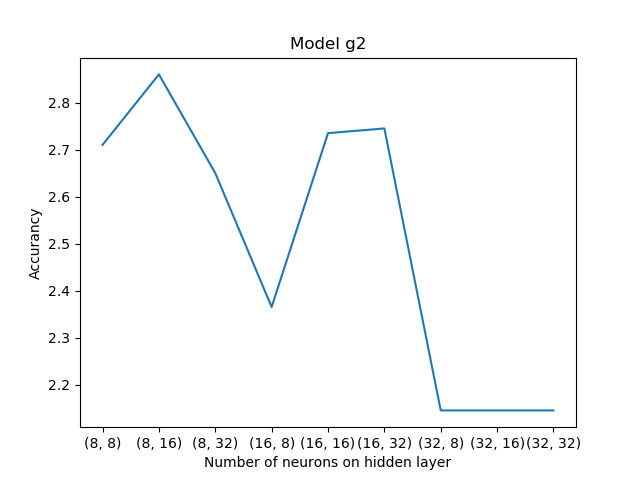 Model g2
Accurancy
2.8
2.7
2.6
2.5
2.4
2.3
2.2
(8, 8) (8, 16) (8, 32) (16, 8) (16, 16) (16, 32) (32, 8) (32, 16) (32, 32)
Number of neurons on hidden layer